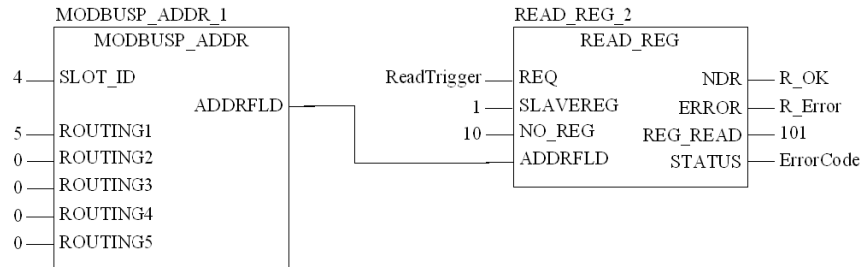 MODBUSP_ADDR_1
MODBUSP_ADDR
4 SLOT_ID
ADDRFLD
5 ROUTING1
0 ROUTING2
0 ROUTING3
0 ROUTING4
0 ROUTING5
READ_REG_2
READ_REG
ReadTrigger REQ NDR R_OK
1 SLAVEREG ERROR R_Error
10 NO_REG REG_READ 101
ADDRFLD STATUS ErrorCode